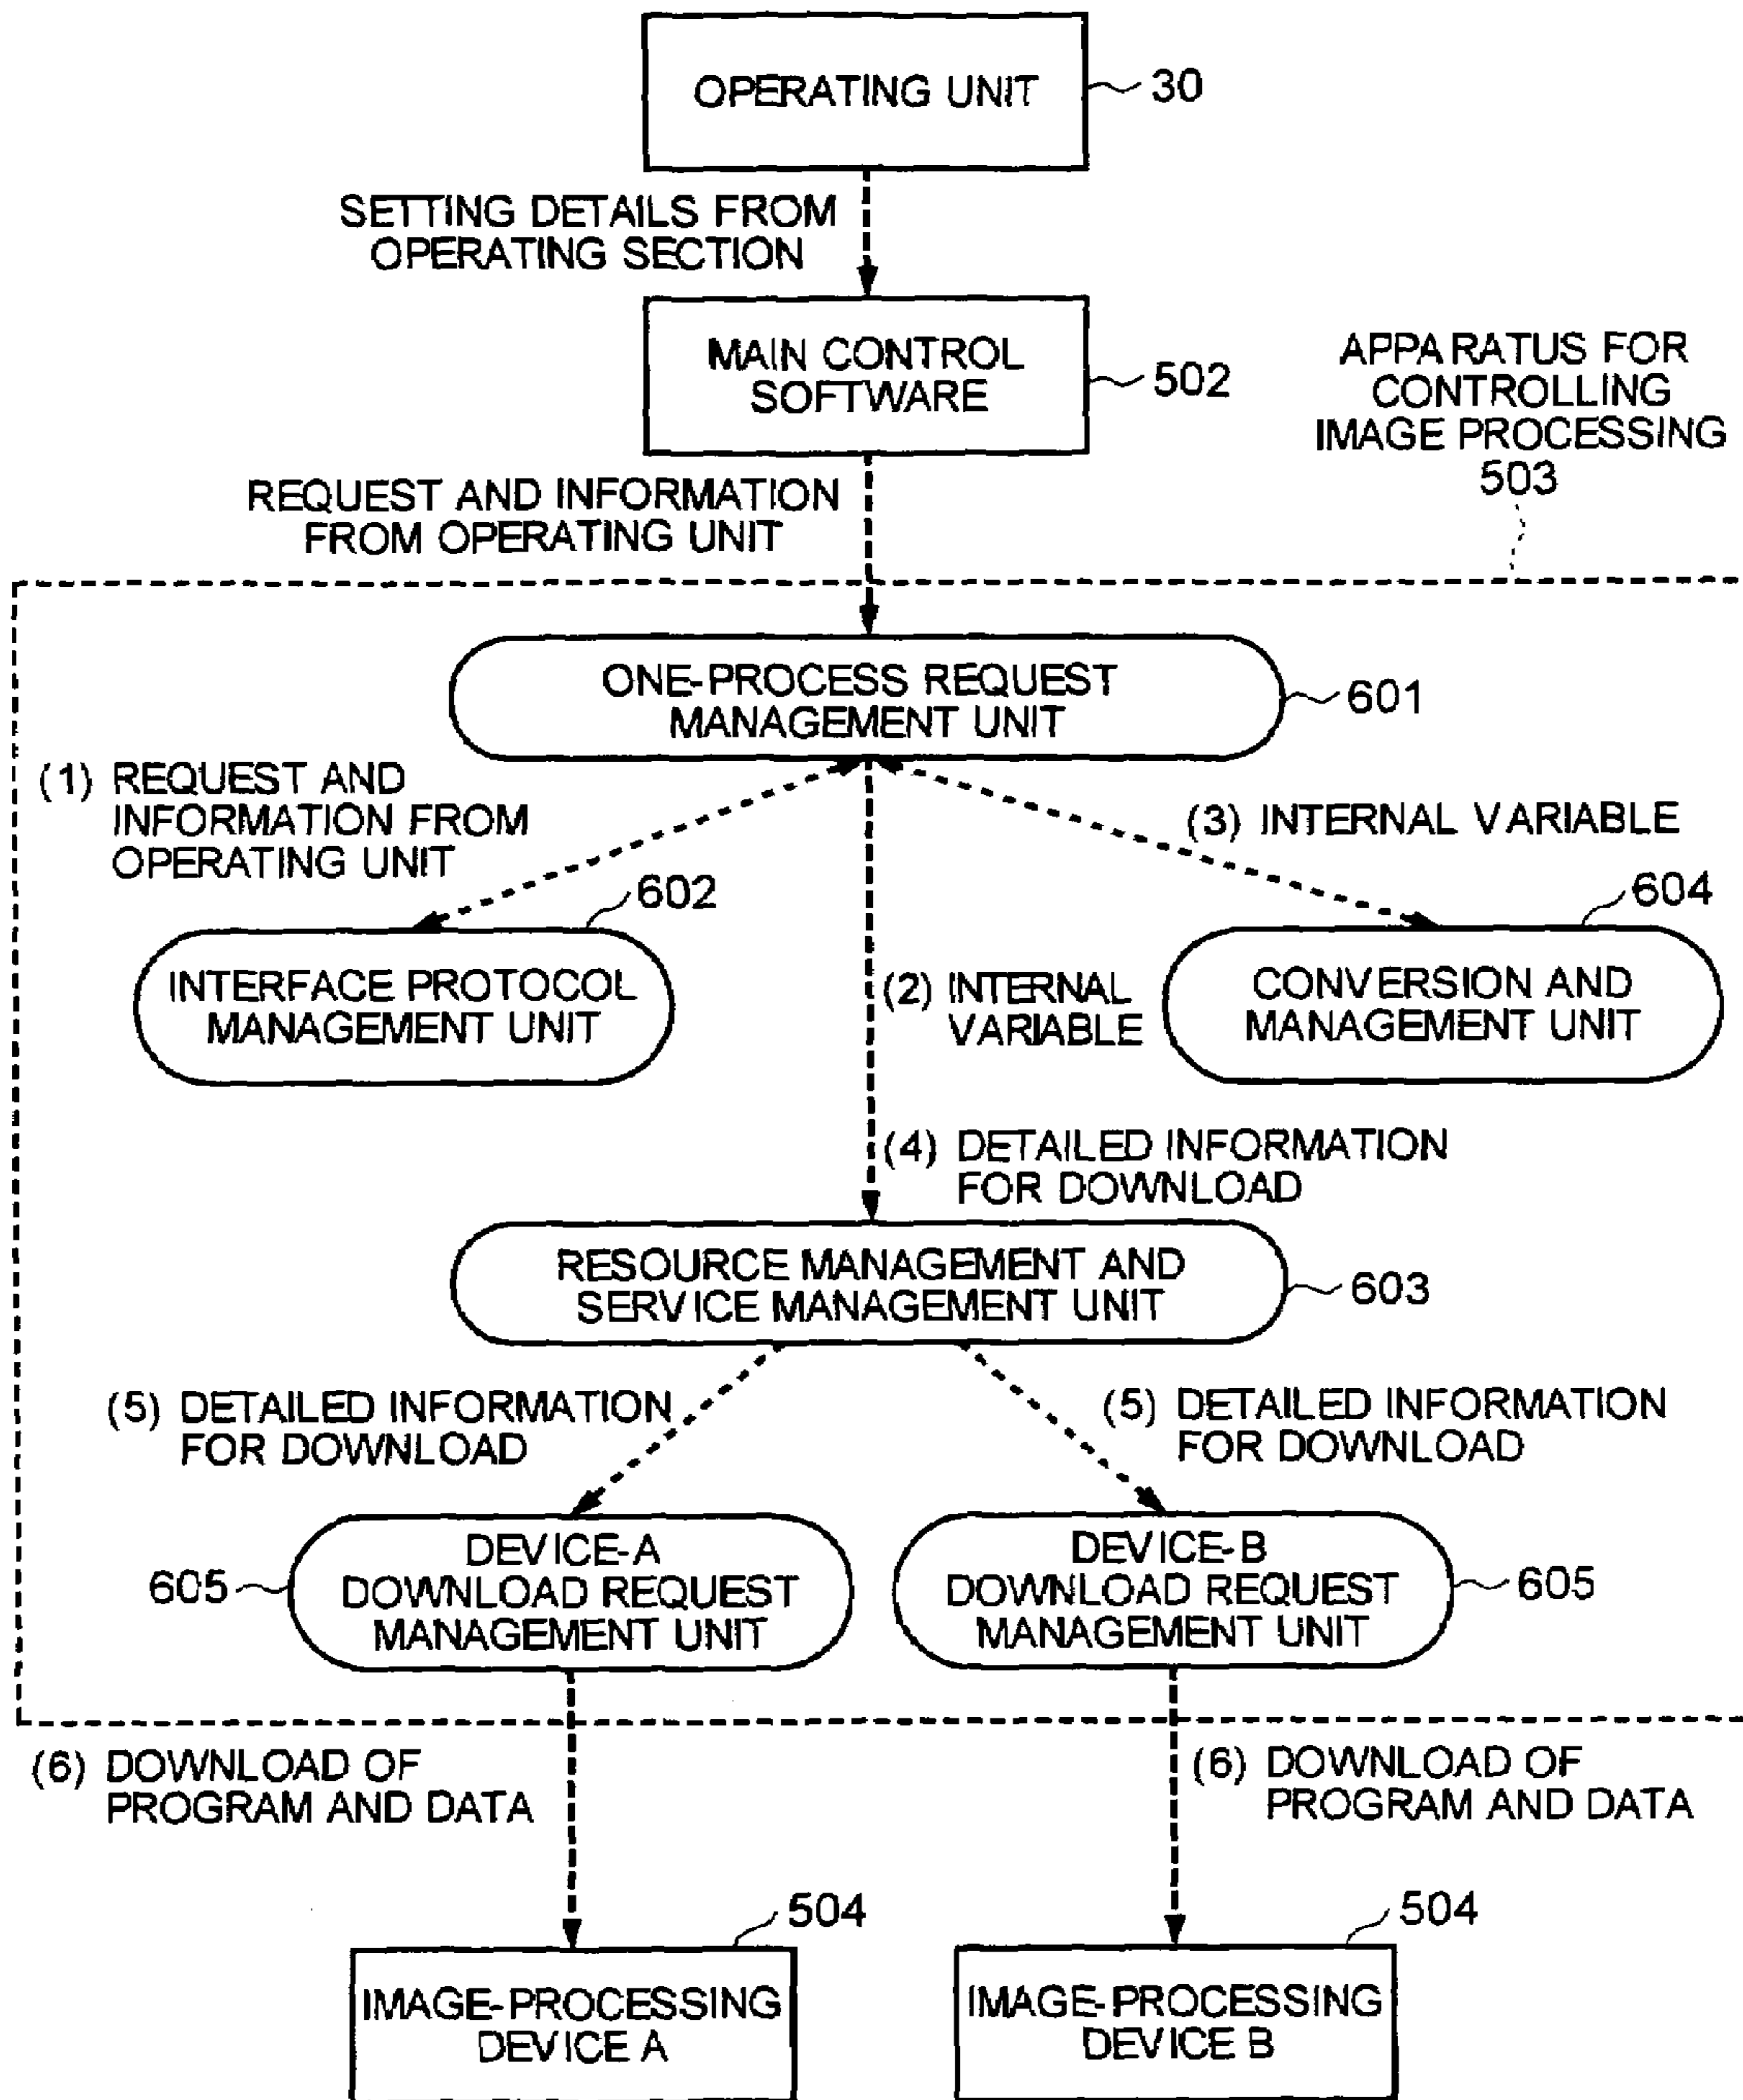 OPERATING UNIT
30
SETTING DETAILS FROM
OPERATING SECTION
MAIN CONTROL
SOFTWARE
502
APPARATUS FOR
CONTROLLING
IMAGE PROCESSING
503
REQUEST AND INFORMATION
FROM OPERATING UNIT
ONE-PROCESS REQUEST
MANAGEMENT UNIT
601
(1) REQUEST AND
INFORMATION FROM
OPERATING UNIT
(3) INTERNAL VARIABLE
602
604
INTERFACE PROTOCOL
MANAGEMENT UNIT
(2) INTERNAL
VARIABLE
CONVERSION AND
MANAGEMENT UNIT
(4) DETAILED INFORMATION
FOR DOWNLOAD
RESOURCE MANAGEMENT AND
SERVICE MANAGEMENT UNIT
603
(5) DETAILED INFORMATION
FOR DOWNLOAD
(5) DETAILED INFORMATION
FOR DOWNLOAD
605
DEVICE-A
DOWNLOAD REQUEST
MANAGEMENT UNIT
DEVICE-B
DOWNLOAD REQUEST
MANAGEMENT UNIT
605
(6) DOWNLOAD OF
PROGRAM AND DATA
(6) DOWNLOAD OF
PROGRAM AND DATA
504
504
IMAGE-PROCESSING
DEVICE A
IMAGE-PROCESSING
DEVICE B